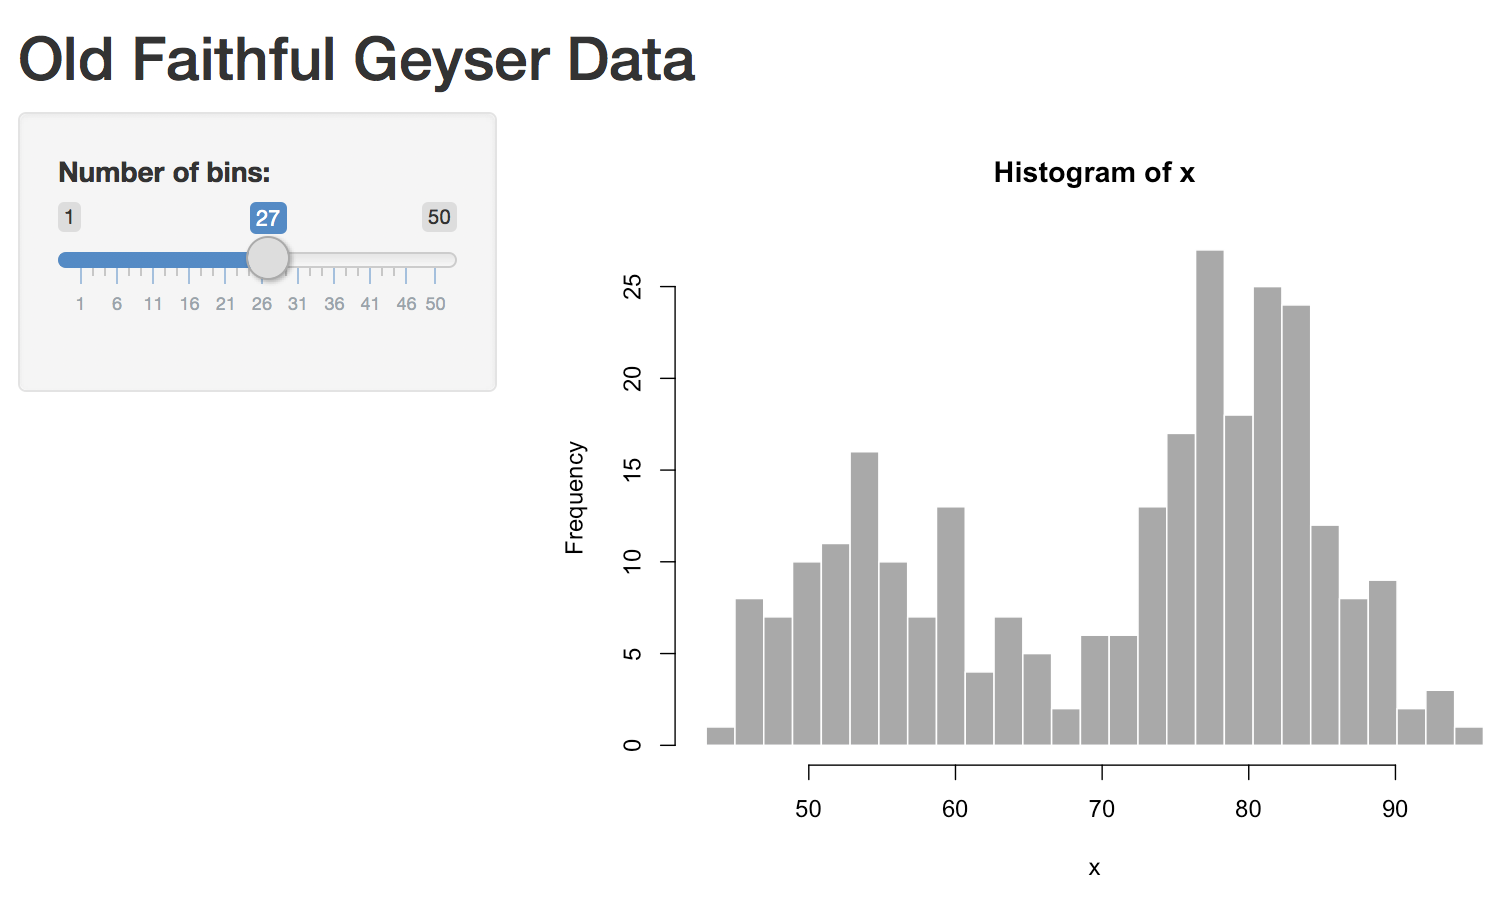 Old Faithful Geyser Data
Number of bins:
1 27 50
1 6 11 16 21 26 31 36 41 46 50
Histogram of x
Frequency
25
20
15
10
5
0
50 60 70 80 90
x